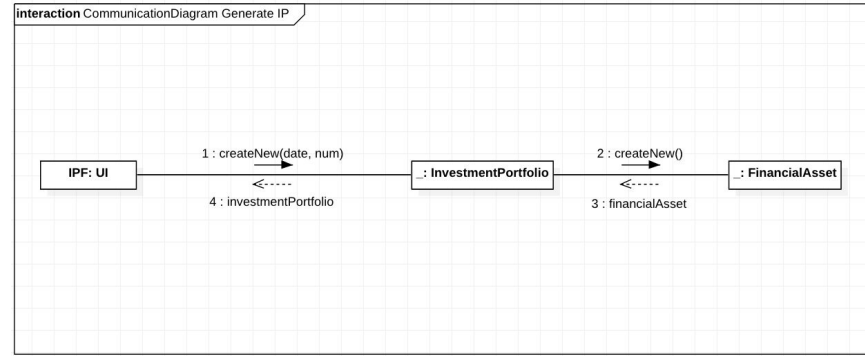 interaction CommunicationDiagram Generate IP
1 : createNew(date, num)
2 : createNew()
IPF: UI
_: InvestmentPortfolio
_: FinancialAsset
4 : investmentPortfolio
3 : financialAsset